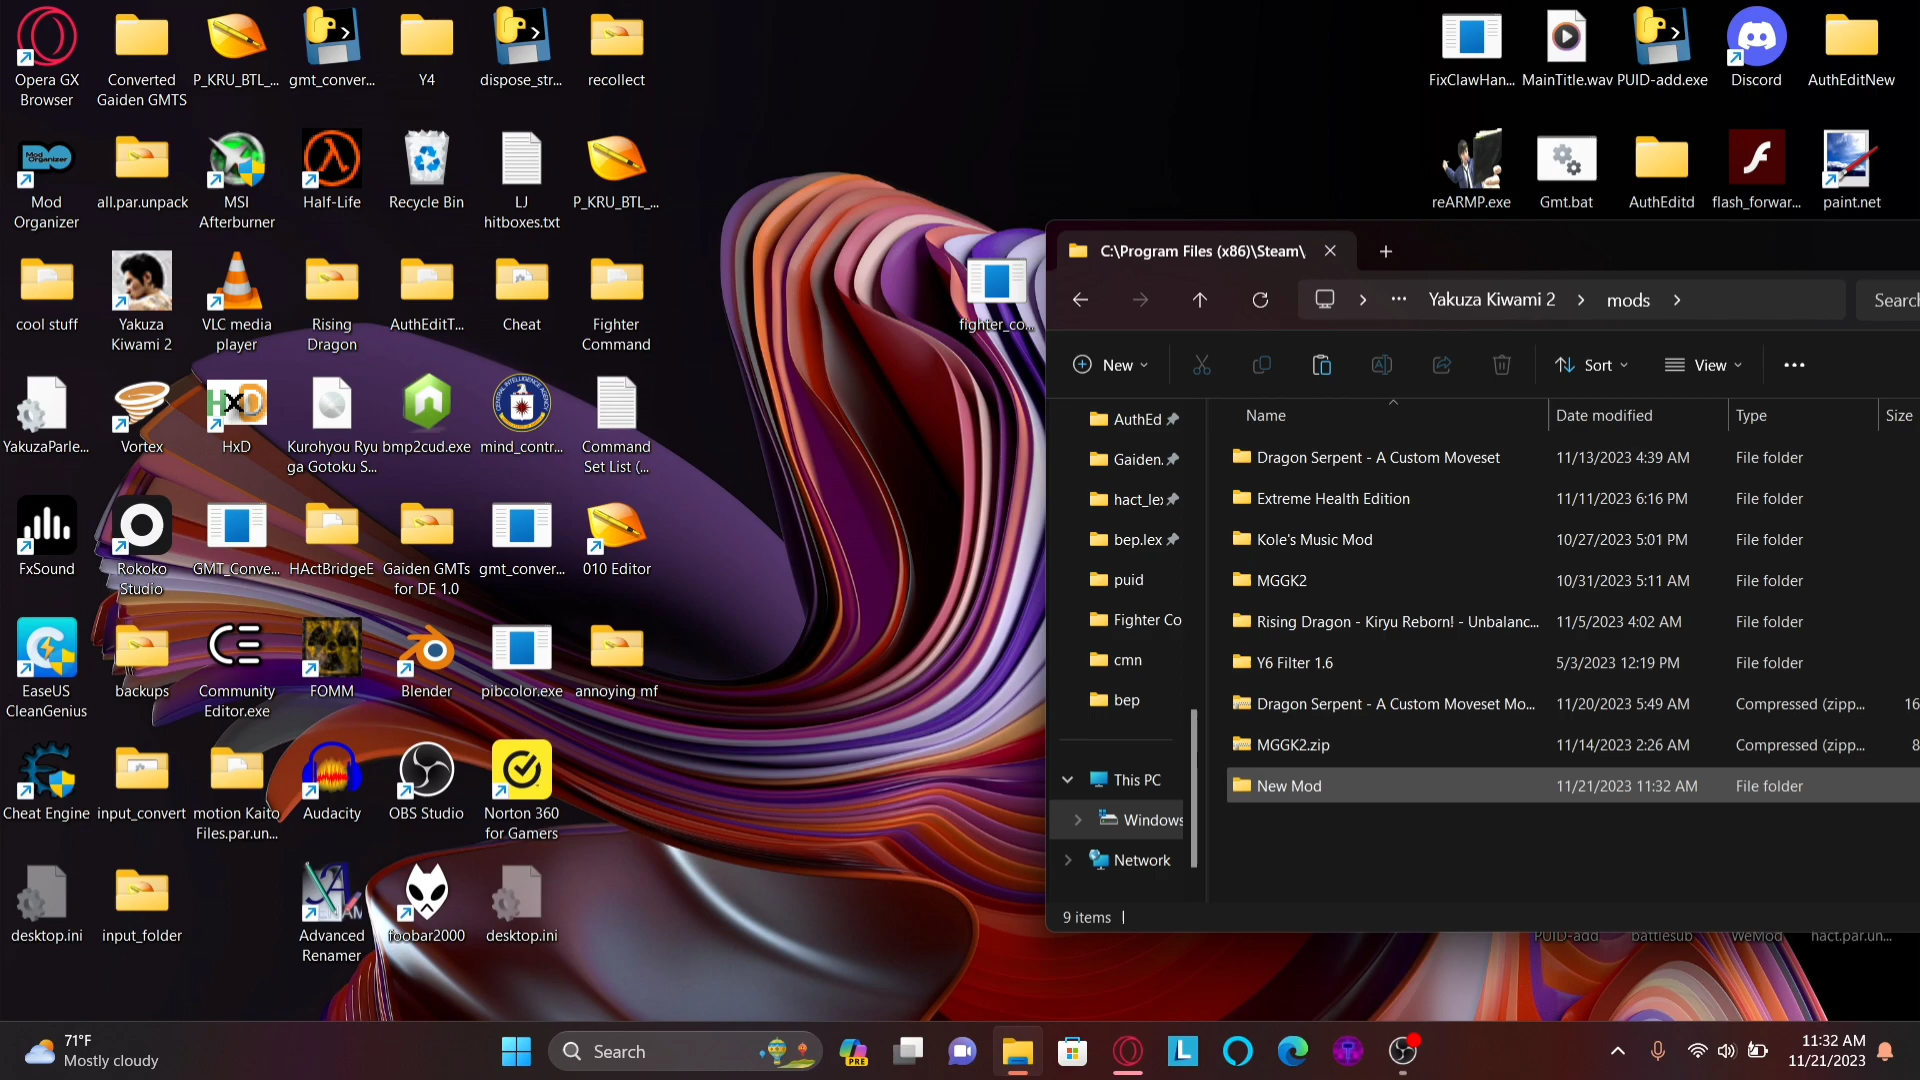 Opera GX
Browser
Converted
Gaiden GMTS
P_KRU_BTL_...
gmt_conver...
Y4
dispose_str...
recollect
FixClawHan...
MainTitle.wav
PUID-add.exe
Discord
AuthEditNew
Mod
Organizer
all.par.unpack
MSI
Afterburner
Half-Life
Recycle Bin
LJ
hitboxes.txt
P_KRU_BTL_...
reARMP.exe
Gmt.bat
AuthEditd
flash_forwar...
paint.net
cool stuff
Yakuza
Kiwami 2
VLC media
player
Rising
Dragon
AuthEditT...
Cheat
Fighter
Command
fighter_co...
YakuzaParle...
Vortex
HxD
Kurohyou Ryu
ga Gotoku S...
bmp2cud.exe
mind_contr...
Command
Set List (...
FxSound
Rokoko
Studio
GMT_Conve...
HActBridgeE
Gaiden GMTs
for DE 1.0
gmt_conver...
010 Editor
EaseUS
CleanGenius
backups
Community
Editor.exe
FOMM
Blender
pibcolor.exe
annoying mf
Cheat Engine
input_convert
motion Kaito
Files.par.un...
Audacity
OBS Studio
Norton 360
for Gamers
desktop.ini
input_folder
Advanced
Renamer
foobar2000
desktop.ini
C:\Program Files (x86)\Steam\
Yakuza Kiwami 2
mods
Search
New
Sort
View
Name
Date modified
Type
Size
AuthEd
Gaiden.
hact_lex
bep.lex
puid
Fighter Co
cmn
bep
This PC
Windows
Network
Dragon Serpent - A Custom Moveset 11/13/2023 4:39 AM File folder
Extreme Health Edition 11/11/2023 6:16 PM File folder
Kole's Music Mod 10/27/2023 5:01 PM File folder
MGGK2 10/31/2023 5:11 AM File folder
Rising Dragon - Kiryu Reborn! - Unbalanc... 11/5/2023 4:02 AM File folder
Y6 Filter 1.6 5/3/2023 12:19 PM File folder
Dragon Serpent - A Custom Moveset Mo... 11/20/2023 5:49 AM Compressed (zipp... 16
MGGK2.zip 11/14/2023 2:26 AM Compressed (zipp... 8
New Mod 11/21/2023 11:32 AM File folder
9 items
PUID-add
battlesub
WeMod
hact.par.un...
71°F
Mostly cloudy
Search
PRE
11:32 AM
11/21/2023